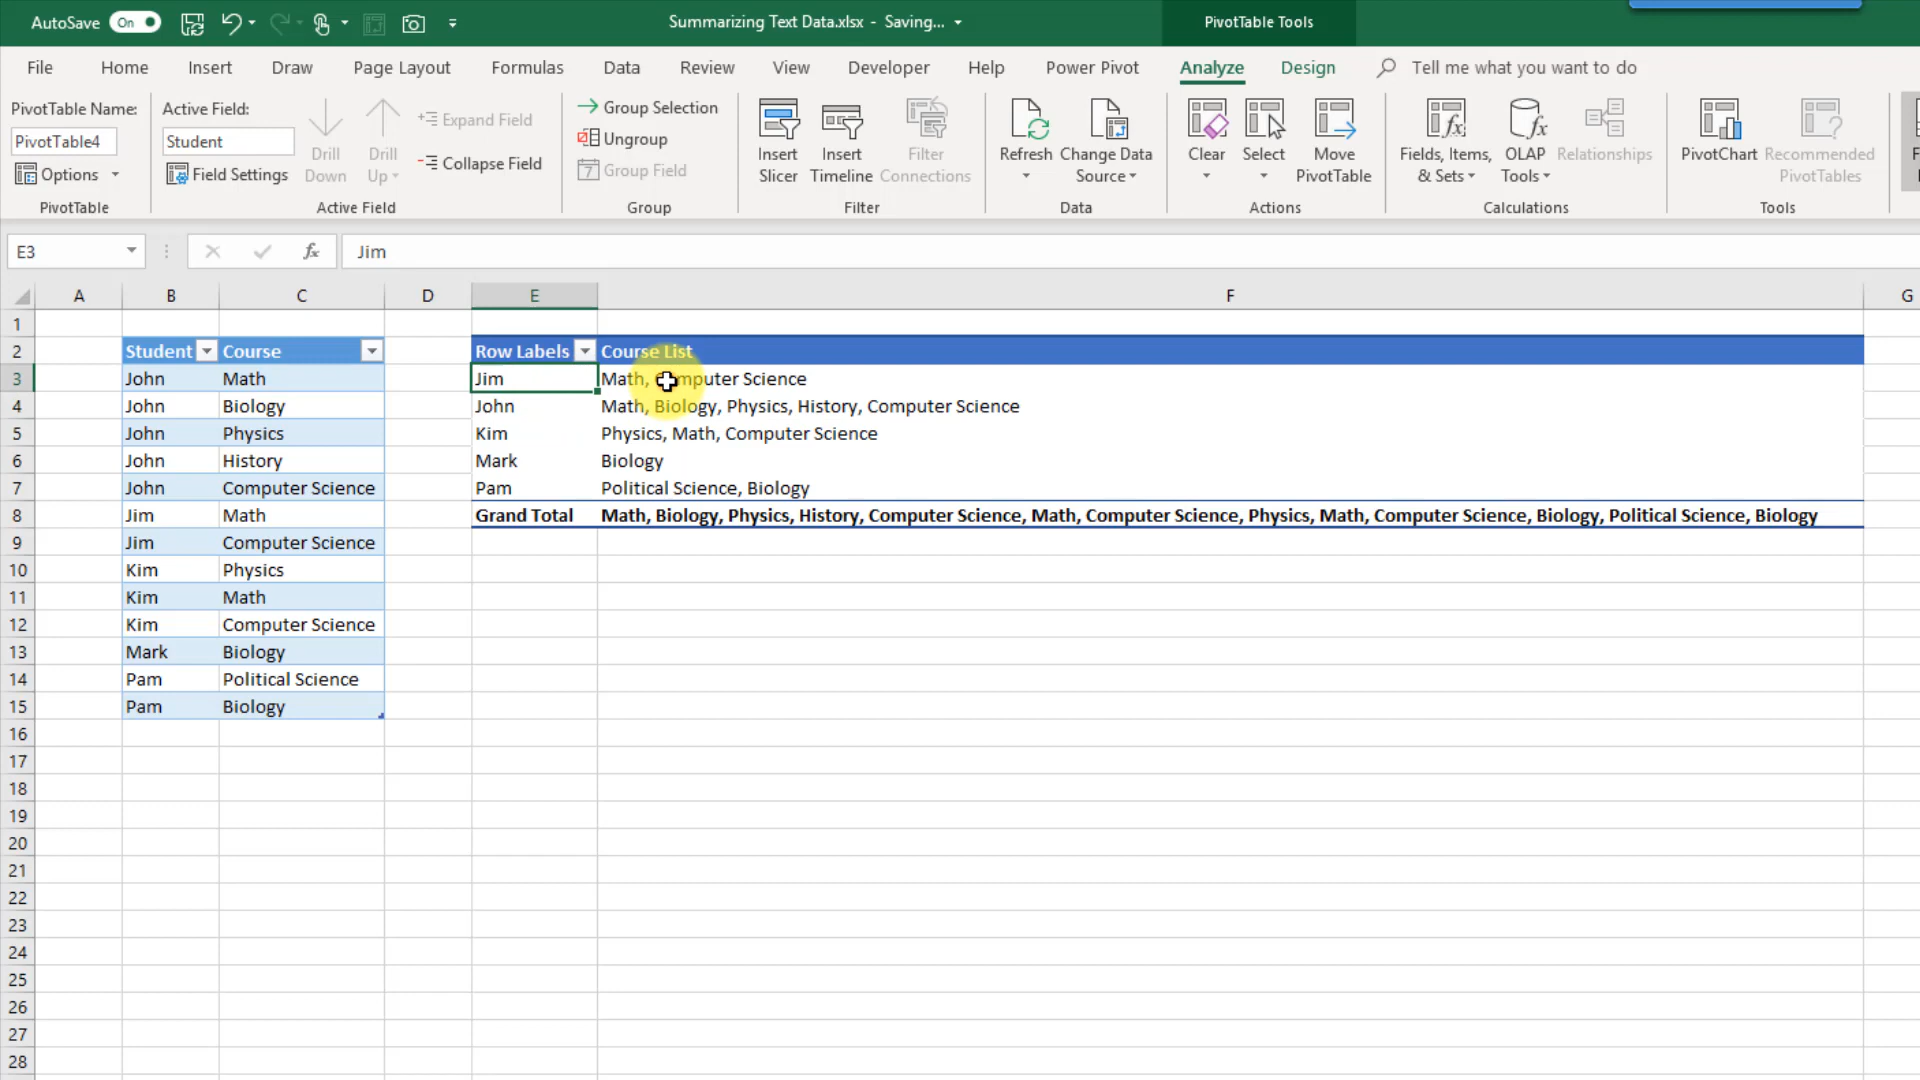 AutoSave On
Summarizing Text Data.xlsx - Saving...
PivotTable Tools
File Home Insert Draw Page Layout Formulas Data Review View Developer Help Power Pivot Analyze Design Tell me what you want to do
PivotTable Name:
PivotTable4
Options
PivotTable
Active Field:
Student
Field Settings
Drill Down
Drill Up
Expand Field
Collapse Field
Active Field
Group Selection
Ungroup
7 Group Field
Group
Insert Slicer
Insert Timeline
Filter Connections
Filter
Refresh
Change Data Source
Data
Clear
Select
Move PivotTable
Actions
Fields, Items, & Sets
OLAP Tools
Relationships
Calculations
PivotChart
Recommended PivotTables
Tools
E3 fx Jim
A B C D E F G
1
2 Student Course Row Labels Course List
3 John Math Jim Math, Computer Science
4 John Biology John Math, Biology, Physics, History, Computer Science
5 John Physics Kim Physics, Math, Computer Science
6 John History Mark Biology
7 John Computer Science Pam Political Science, Biology
8 Jim Math Grand Total Math, Biology, Physics, History, Computer Science, Math, Computer Science, Physics, Math, Computer Science, Biology, Political Science, Biology
9 Jim Computer Science
10 Kim Physics
11 Kim Math
12 Kim Computer Science
13 Mark Biology
14 Pam Political Science
15 Pam Biology
16
17
18
19
20
21
22
23
24
25
26
27
28